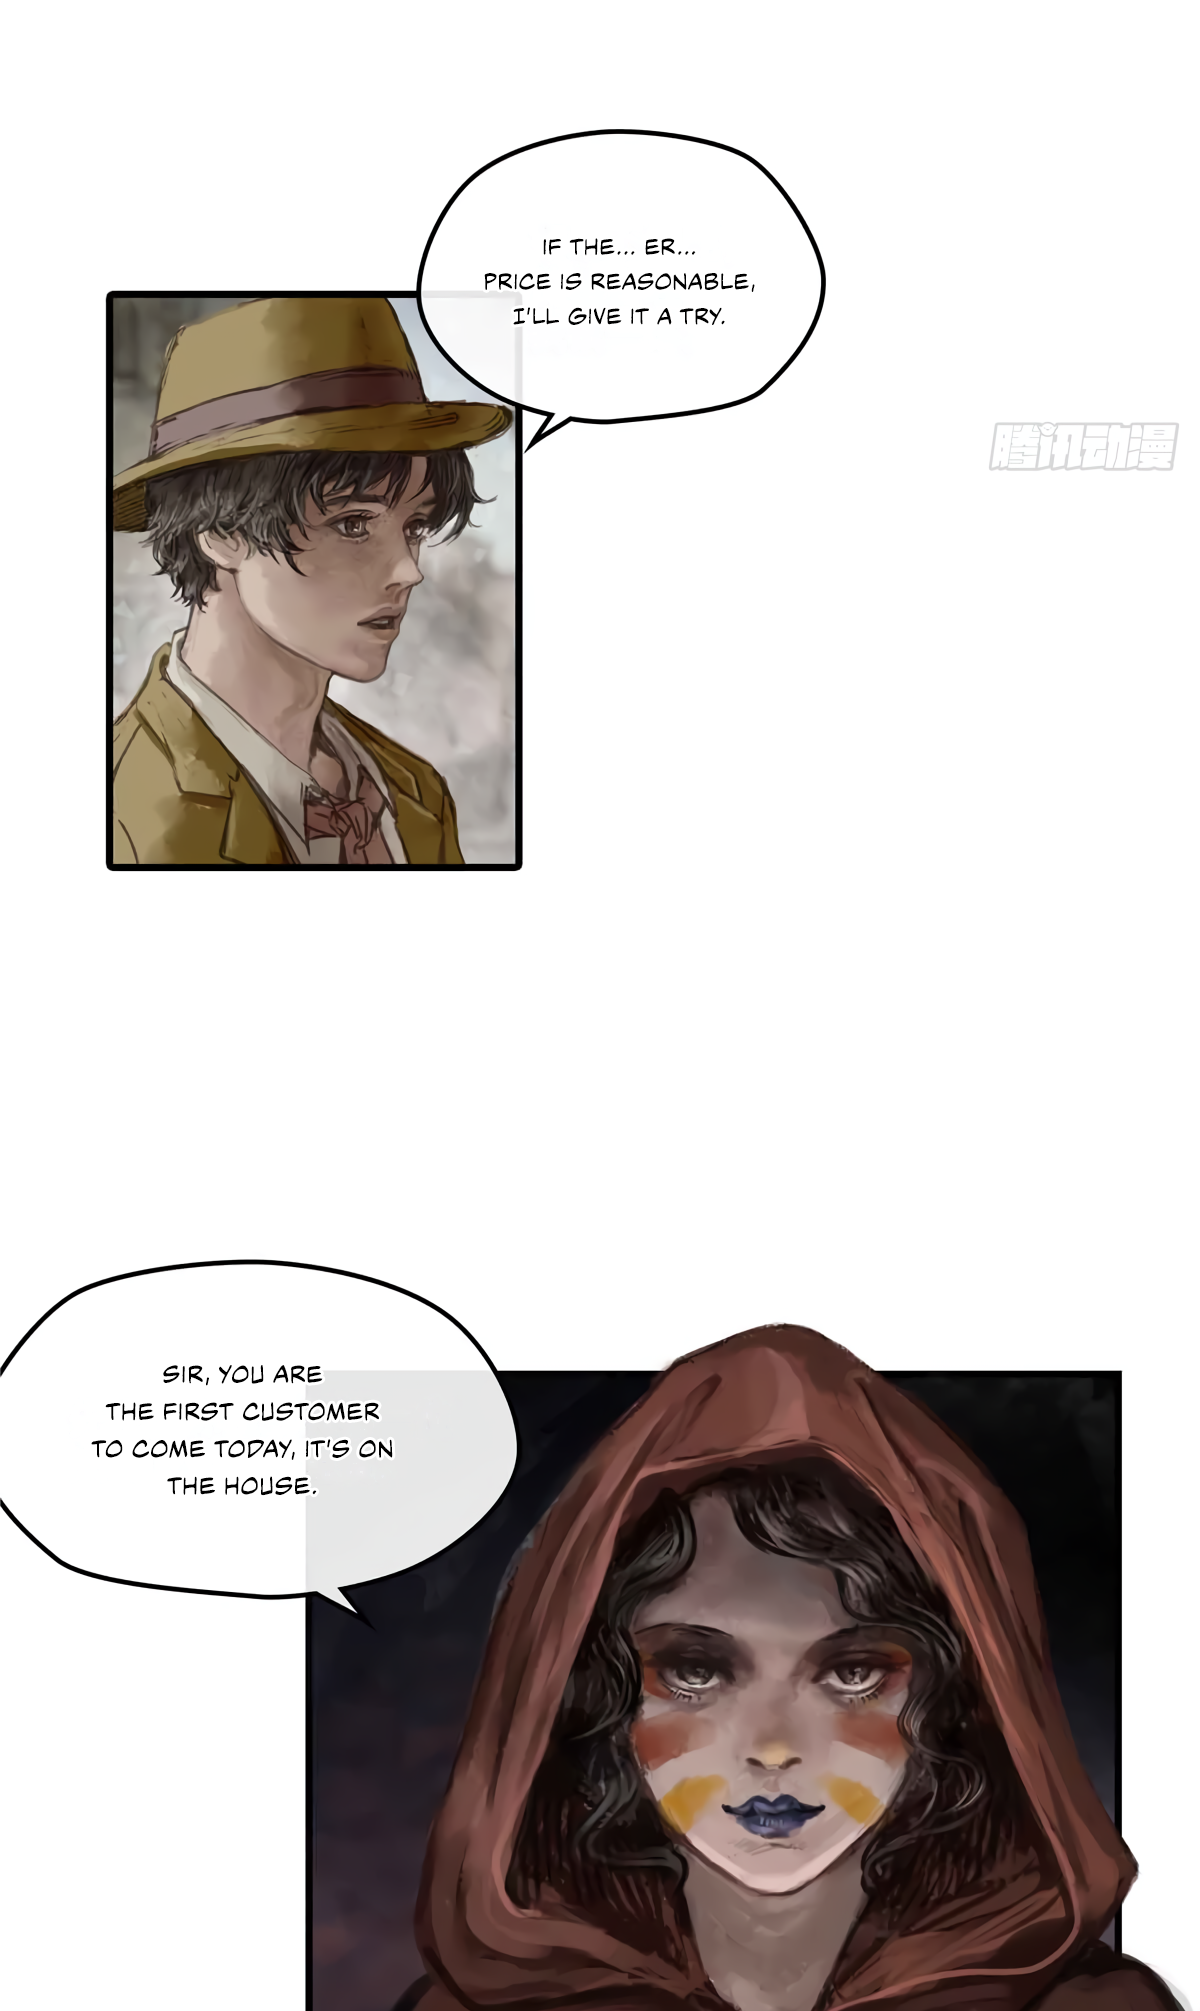 IF THE... ER...
PRICE IS REASONABLE,
I'LL GIVE IT A TRY.
腾讯动漫
SIR, YOU ARE
THE FIRST CUSTOMER
TO COME TODAY, IT'S ON
THE HOUSE.